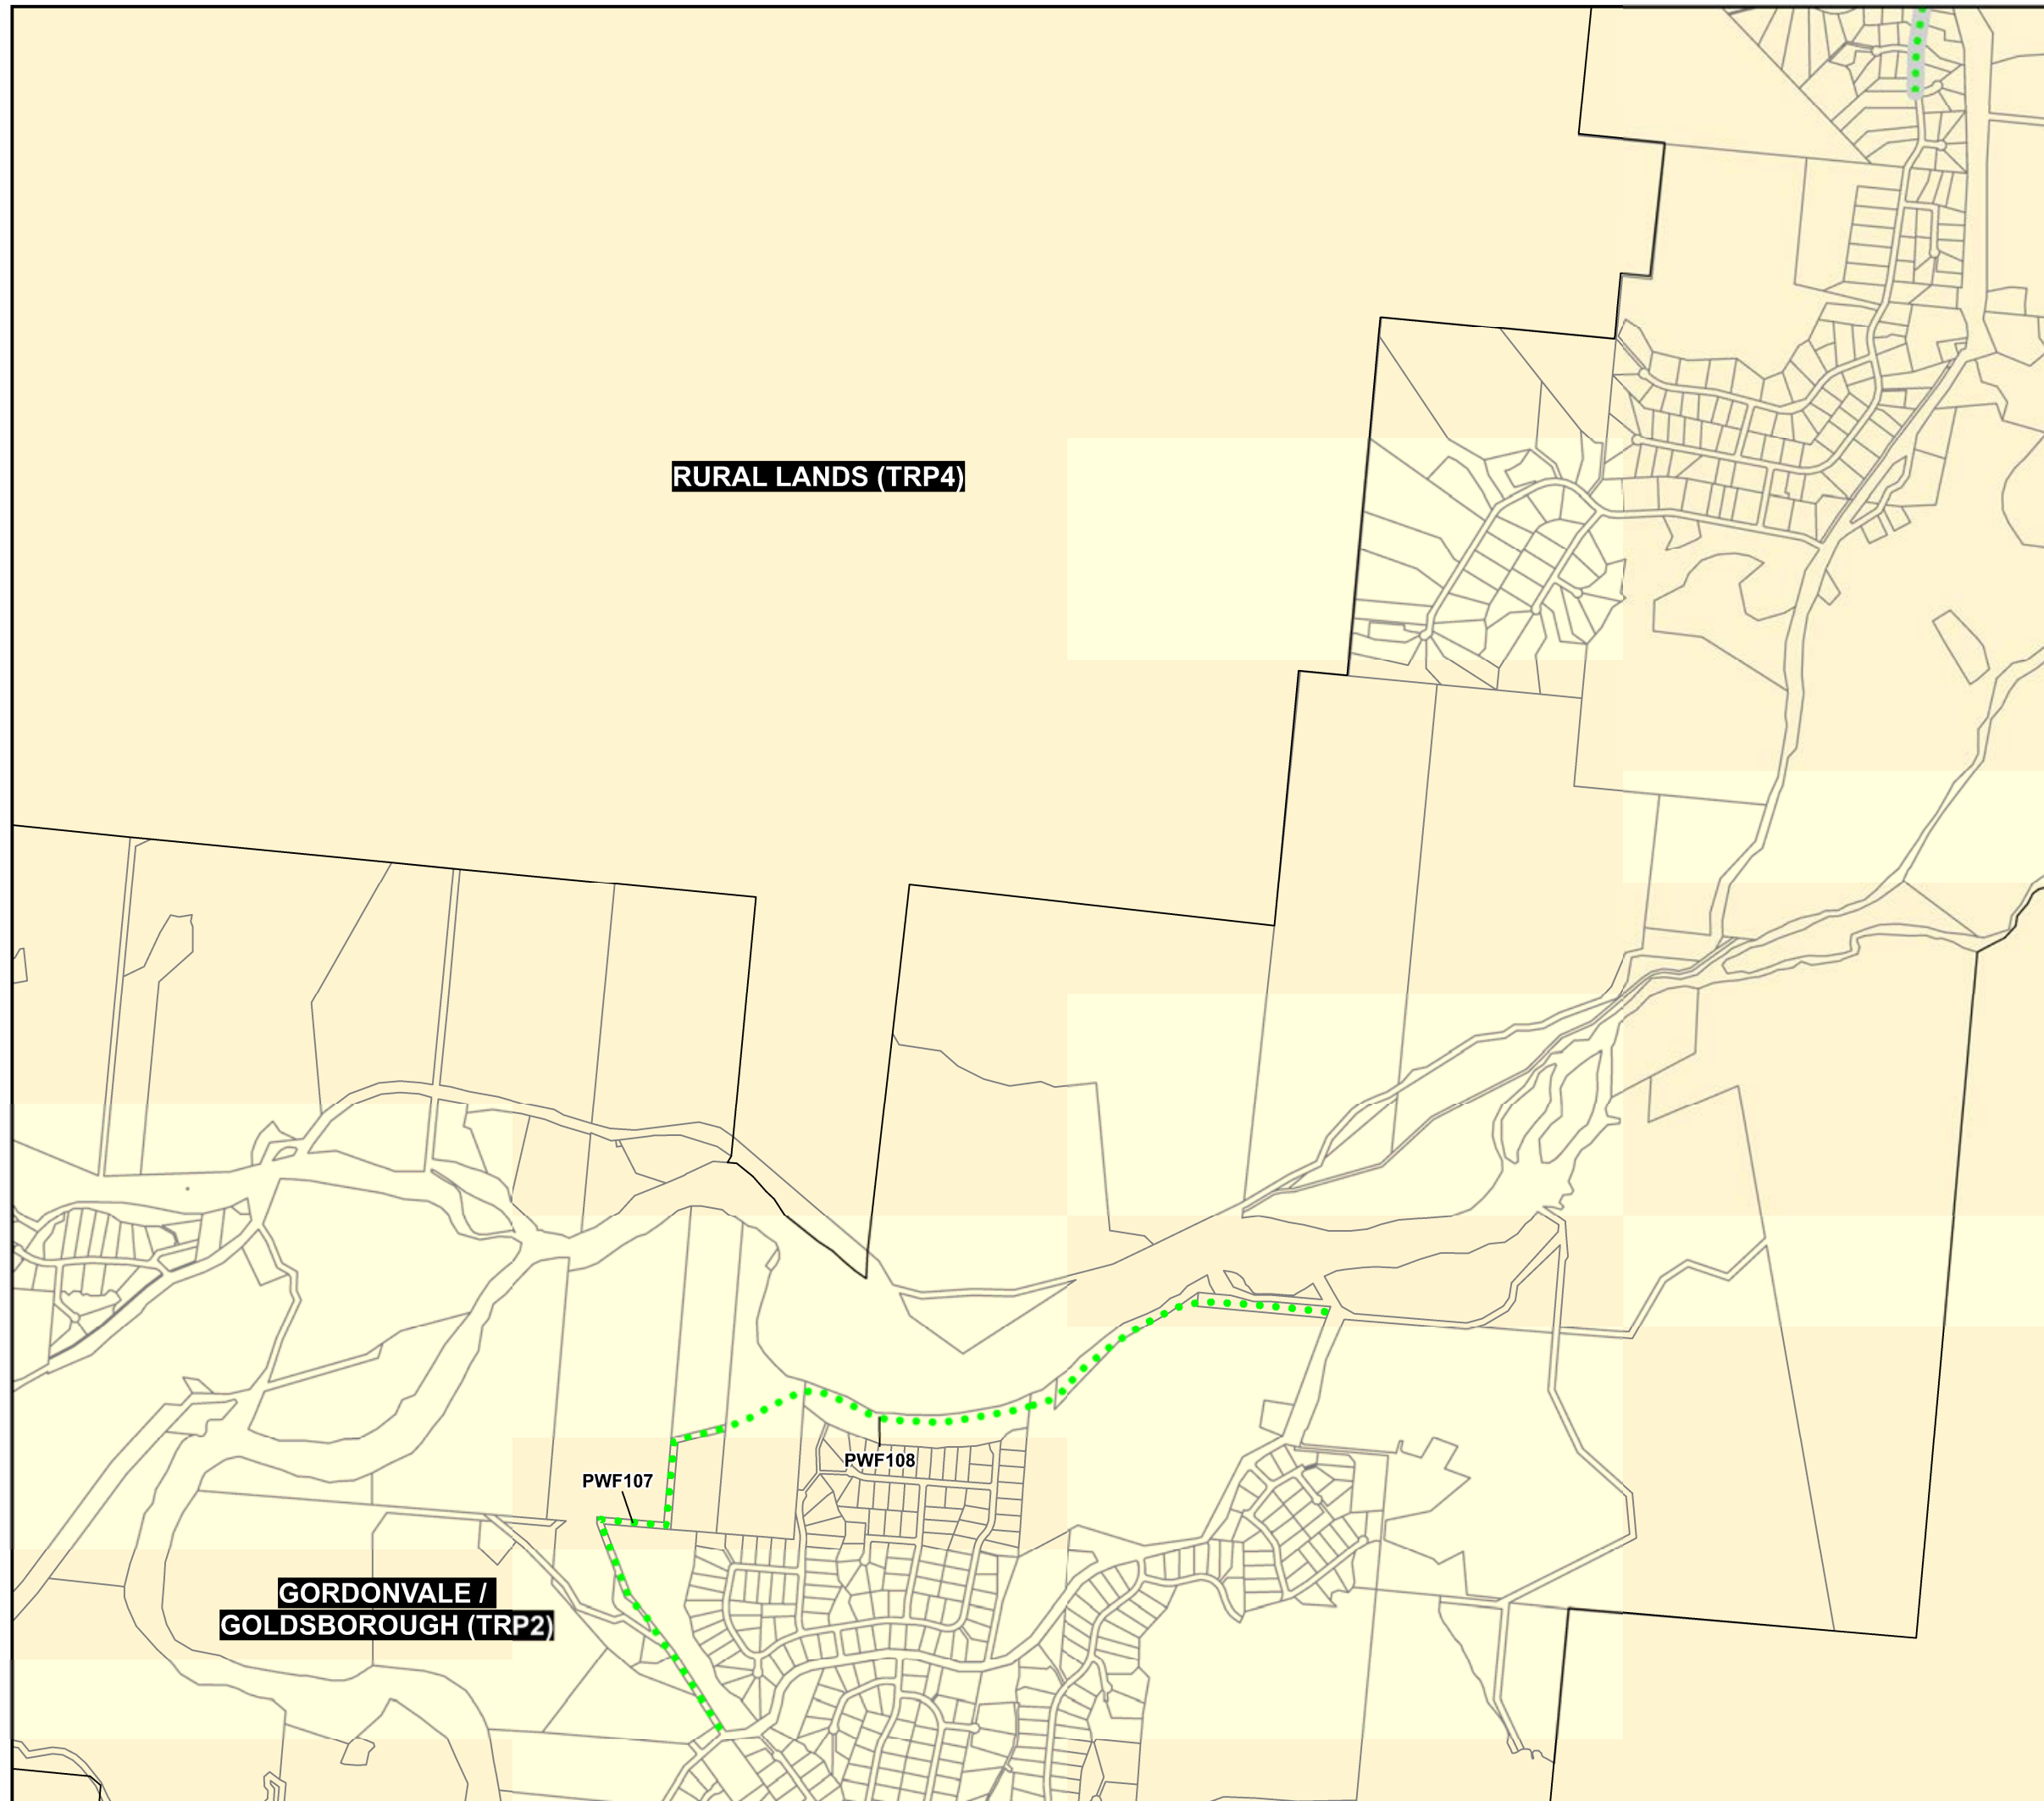 RURAL LANDS (TRP4)
PWF108
PWF107
GORDONVALE /
GOLDSBOROUGH (TRP2)